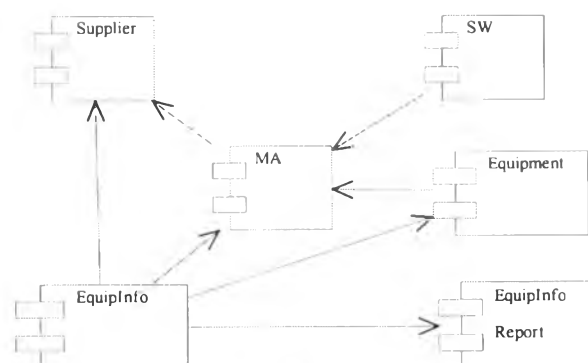 Supplier
SW
MA
Equipment
EquipInfo
EquipInfo
Report